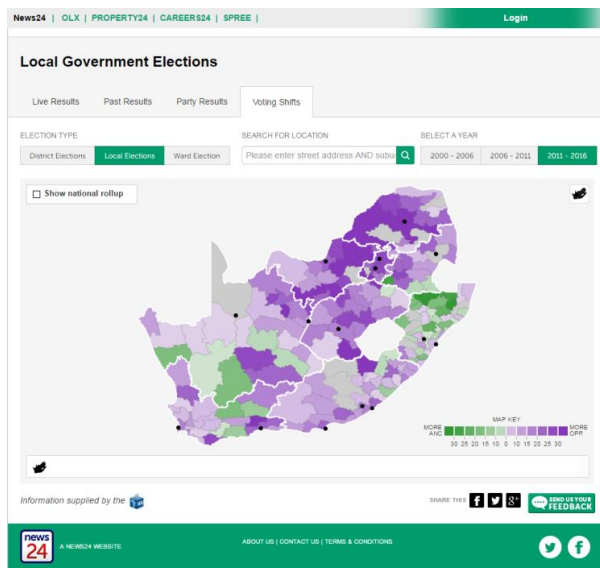 News24 | OLX | PROPERTY24 | CAREERS24 | SPREE | Login
Local Government Elections
Live Results Past Results Party Results Voting Shifts
ELECTION TYPE SEARCH FOR LOCATION SELECT A YEAR
District Elections Local Elections Ward Election Please enter street address AND subu 2000 - 2006 2006 - 2011 2011 - 2016
Show national rollup
MAP KEY
MORE ANC MORE OPP.
30 25 20 15 10 0 10 15 20 25 30
Information supplied by the SHARE THIS SEND US YOUR FEEDBACK
news 24 A NEWS24 WEBSITE ABOUT US | CONTACT US | TERMS & CONDITIONS